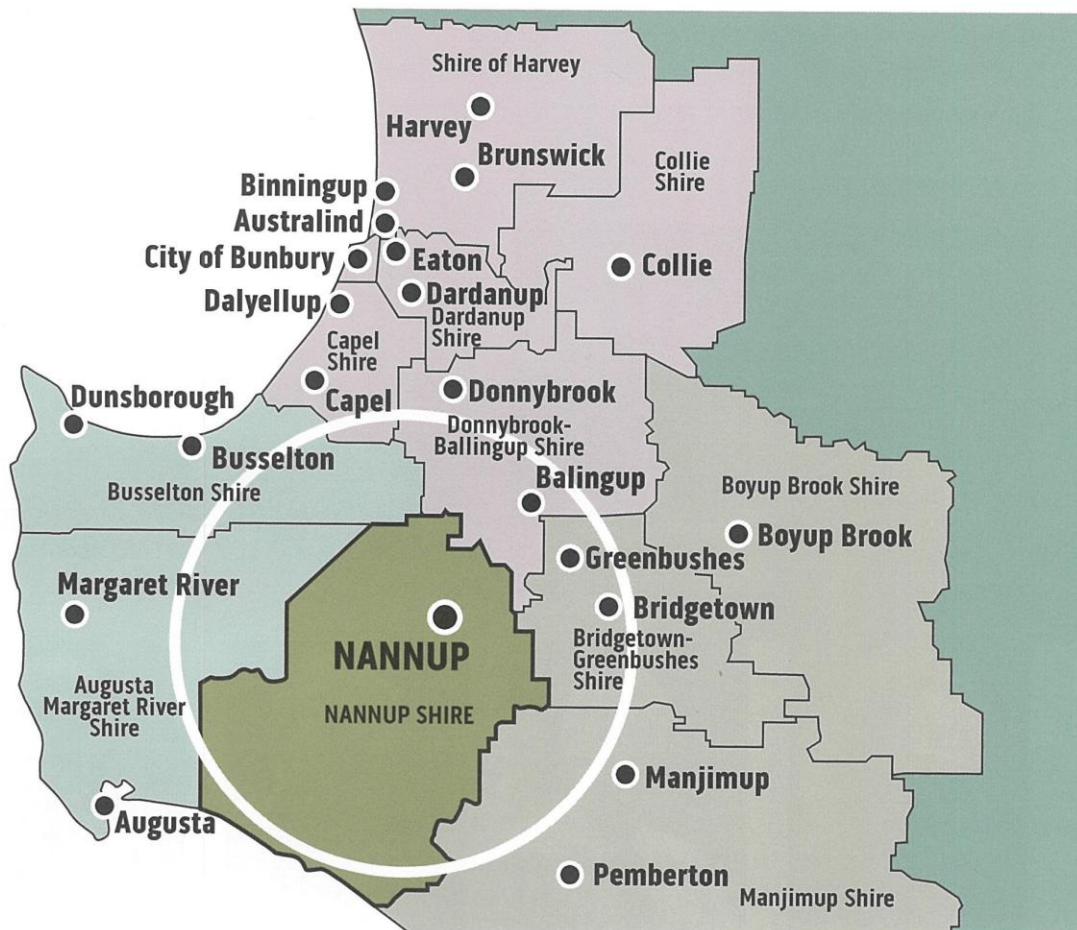 Shire of Harvey
Harvey
Brunswick
Collie
Shire
Binningup
Australind
City of Bunbury
Eaton
Collie
Dalyellup
Dardanup
Dardanup
Shire
Capel
Shire
Dunsborough
Capel
Donnybrook
Donnybrook-
Ballingup Shire
Busselton
Balingup
Busselton Shire
Boyup Brook Shire
Boyup Brook
Greenbushes
Margaret River
Bridgetown
NANNUP
Bridgetown-
Greenbushes
Shire
Augusta
Margaret River
Shire
NANNUP SHIRE
Manjimup
Augusta
Pemberton
Manjimup Shire